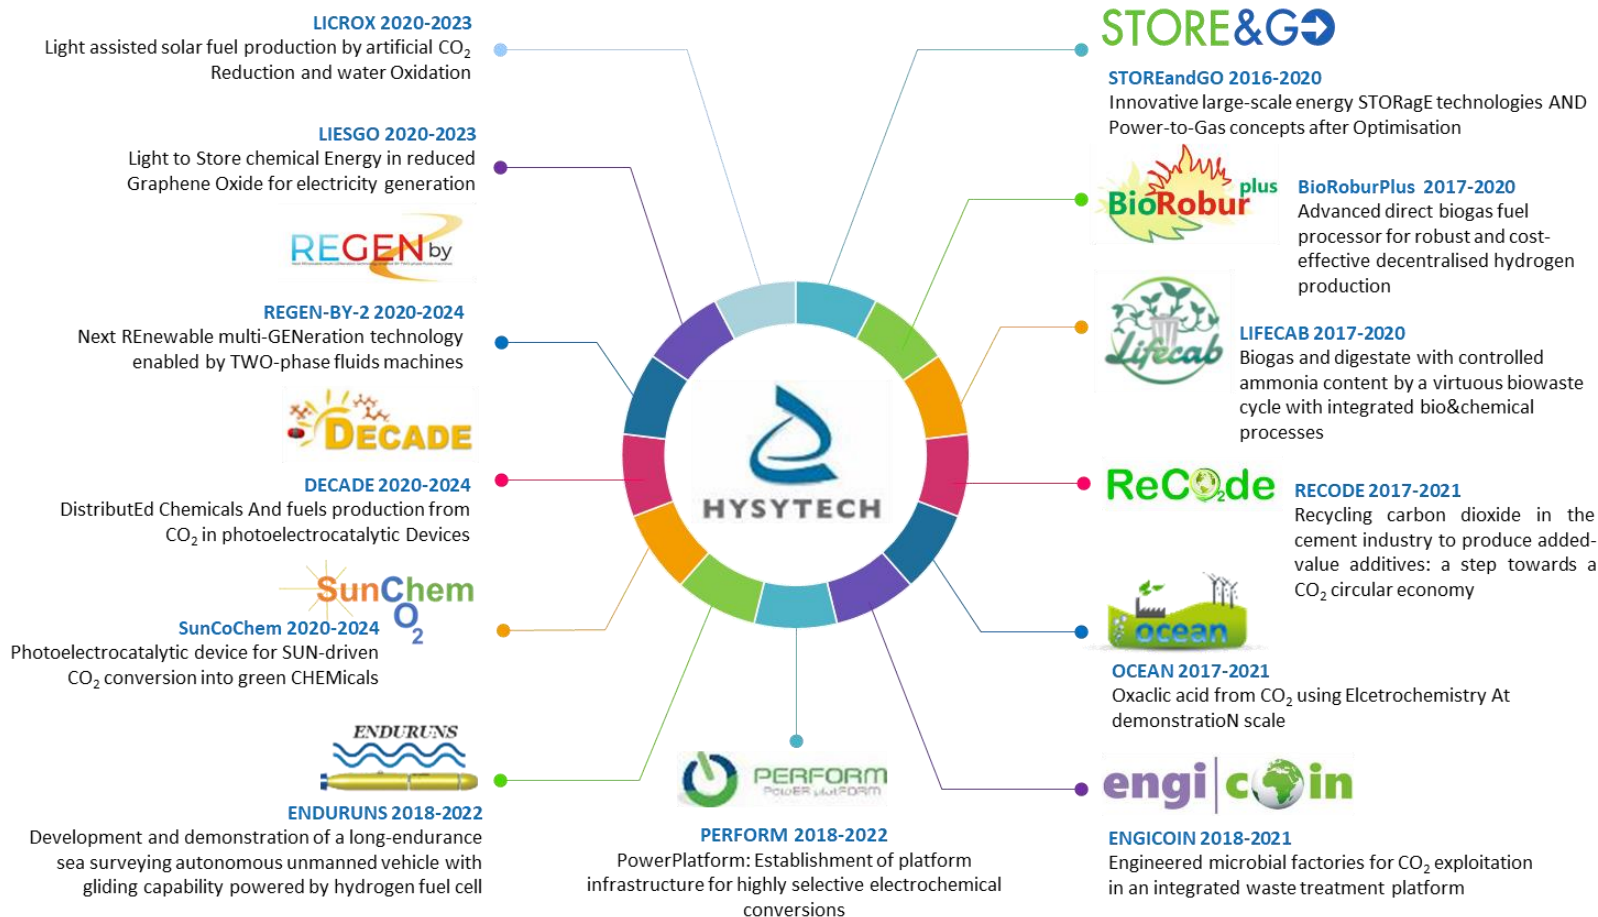 LICROX 2020-2023
Light assisted solar fuel production by artificial CO2
Reduction and water Oxidation
LIESGO 2020-2023
Light to Store chemical Energy in reduced
Graphene Oxide for electricity generation
REGEN by
REGEN-BY-2 2020-2024
Next REnewable multi-GENeration technology
enabled by TWO-phase fluids machines
DECADE
DECADE 2020-2024
DistributEd Chemicals And fuels production from
CO2 in photoelectrocatalytic Devices
SunChem
O2
SunCoChem 2020-2024
Photoelectrocatalytic device for SUN-driven
CO2 conversion into green CHEMicals
ENDURUNS
ENDURUNS 2018-2022
Development and demonstration of a long-endurance
sea surveying autonomous unmanned vehicle with
gliding capability powered by hydrogen fuel cell
HYSYTECH
PERFORM
PowER platFORM
PERFORM 2018-2022
PowerPlatform: Establishment of platform
infrastructure for highly selective electrochemical
conversions
STORE&GO
STOREandGO 2016-2020
Innovative large-scale energy STORagE technologies AND
Power-to-Gas concepts after Optimisation
BioRobur plus
BioRoburPlus 2017-2020
Advanced direct biogas fuel
processor for robust and cost-
effective decentralised hydrogen
production
Lifecab
LIFECAB 2017-2020
Biogas and digestate with controlled
ammonia content by a virtuous biowaste
cycle with integrated bio&chemical
processes
ReCO2de
RECODE 2017-2021
Recycling carbon dioxide in the
cement industry to produce added-
value additives: a step towards a
CO2 circular economy
ocean
OCEAN 2017-2021
Oxaclic acid from CO2 using Elcetrochemistry At
demonstratioN scale
engi|coin
ENGICOIN 2018-2021
Engineered microbial factories for CO2 exploitation
in an integrated waste treatment platform